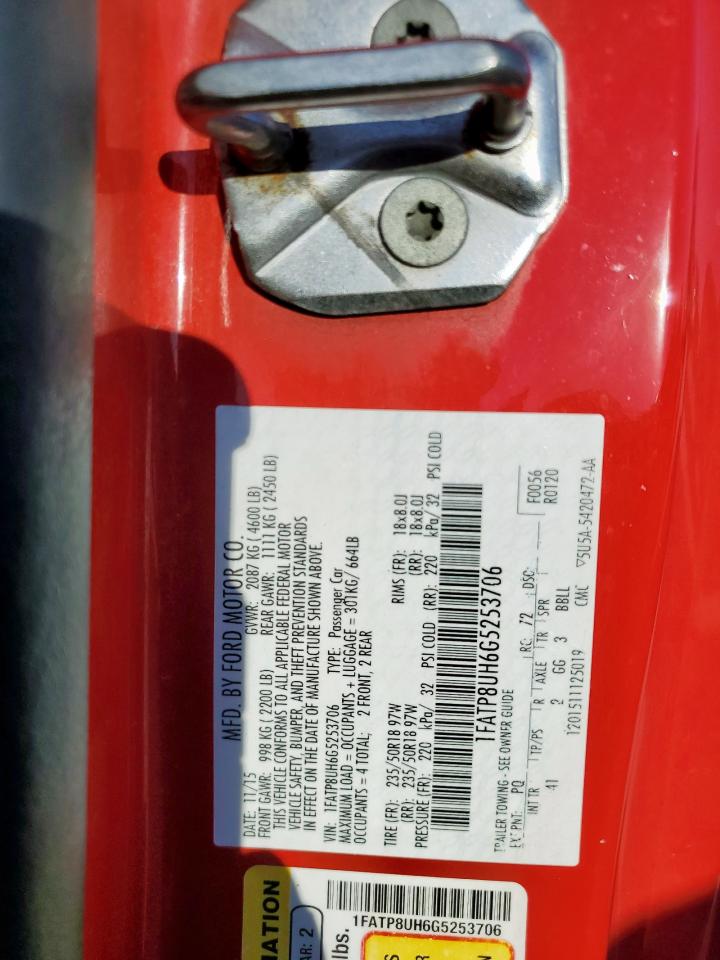 MFD. BY FORD MOTOR CO.
DATE: 11/15 GVWR: 2087 KG ( 4600 LB)
FRONT GAWR: 998 KG ( 2200 LB) REAR GAWR: 1111 KG ( 2450 LB)
THIS VEHICLE CONFORMS TO ALL APPLICABLE FEDERAL MOTOR
VEHICLE SAFETY, BUMPER, AND THEFT PREVENTION STANDARDS
IN EFFECT ON THE DATE OF MANUFACTURE SHOWN ABOVE.
VIN: 1FATP8UH6G5253706 TYPE: Passenger Car
MAXIMUM LOAD = OCCUPANTS + LUGGAGE = 301KG/ 664LB
OCCUPANTS = 4 TOTAL: 2 FRONT, 2 REAR
TIRE (FR): 235/50R18 97W RIMS (FR): 18x8.0J
(RR): 235/50R18 97W (RR): 18x8.0J
PRESSURE (FR): 220 kPa/ 32 PSI COLD (RR): 220 kPa/ 32 PSI COLD
1FATP8UH6G5253706
TRAILER TOWING - SEE OWNER GUIDE F0056
EXT PNT: PQ RC: 72 DSO: R0120
INT TR TP/PS R AXLE TR SPR
41 2 GG 3 BBLL
12015111125019 CMC 5U5A-5420472-AA
MATION
AR: 2
lbs.
1FATP8UH6G5253706
S
R
N